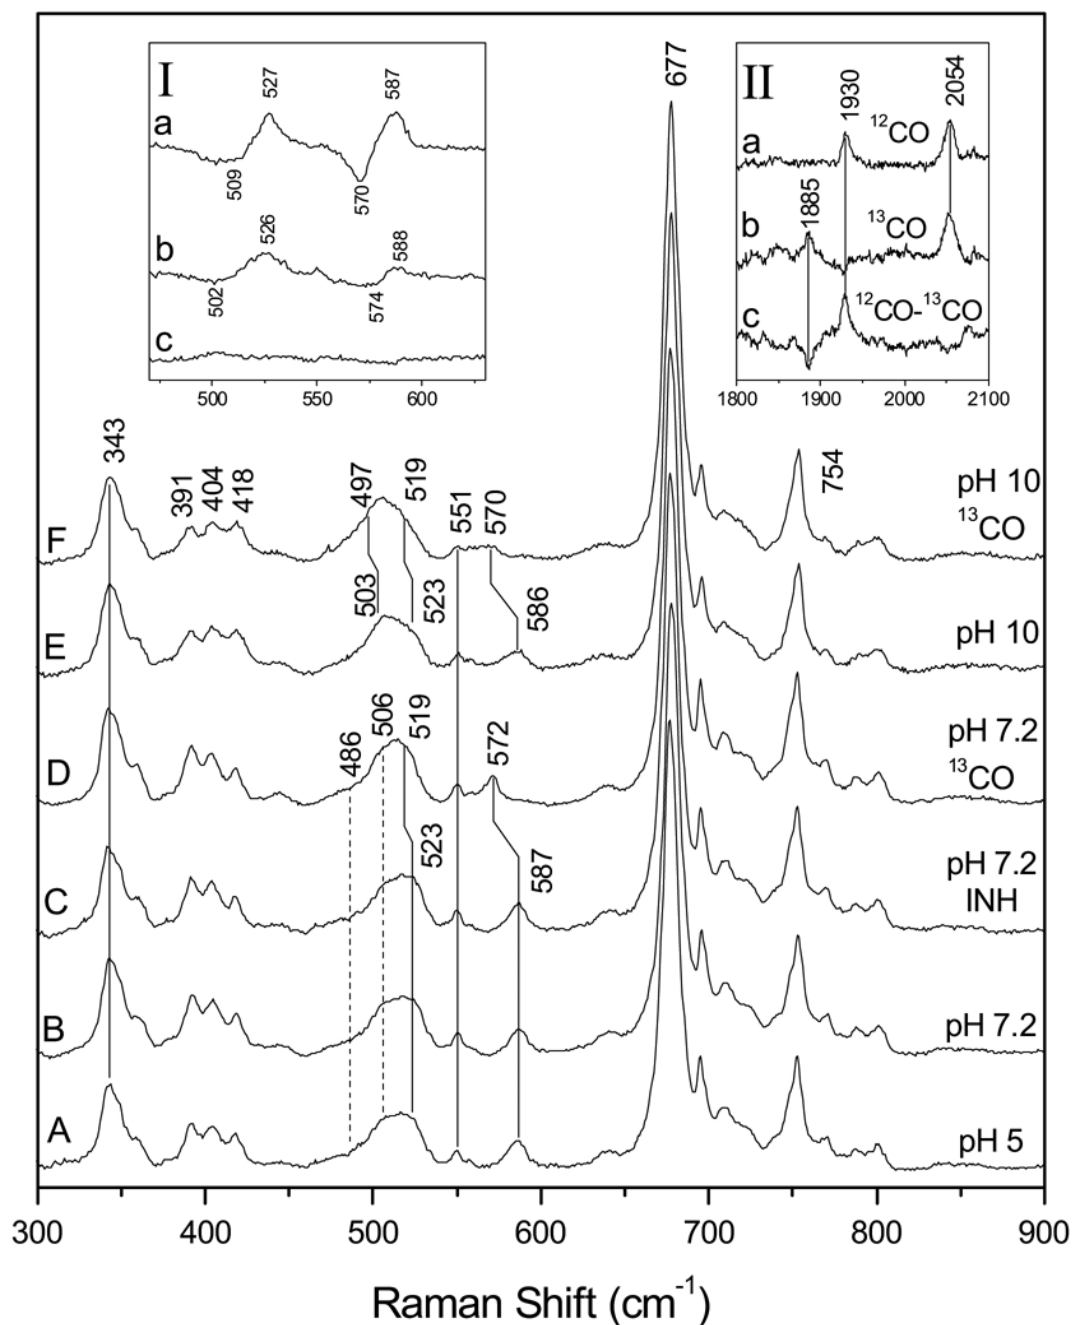 I
527
587
a
509
570
526
588
b
502
574
c
500
550
600
II
1930
2054
a
12CO
1885
b
13CO
c
12CO-13CO
1800
1900
2000
2100
677
343
391
404
418
497
519
551
570
754
pH 10
13CO
F
503
523
586
E
pH 10
486
506
519
572
pH 7.2
13CO
D
523
587
pH 7.2
INH
C
B
pH 7.2
A
pH 5
300
400
500
600
700
800
900
Raman Shift (cm-1)